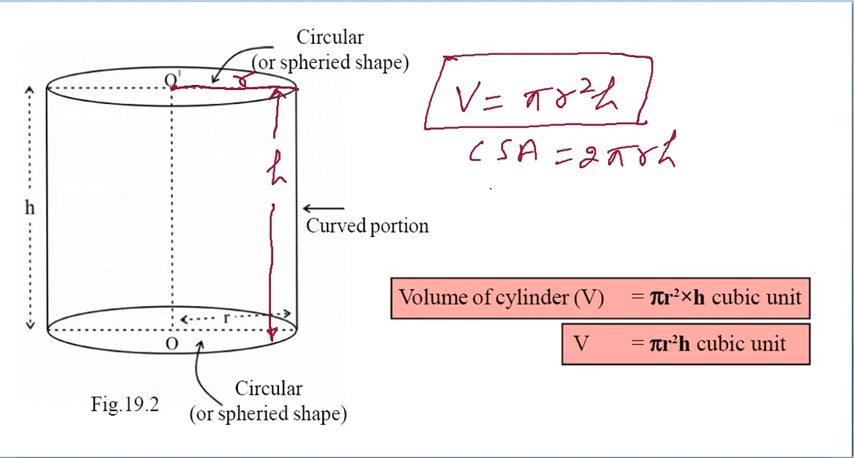 Circular
(or spheried shape)
O'
r
V = πr²h
CSA = 2πrh
h
h
Curved portion
Volume of cylinder (V) = πr²×h cubic unit
r
O
V = πr²h cubic unit
Circular
(or spheried shape)
Fig.19.2